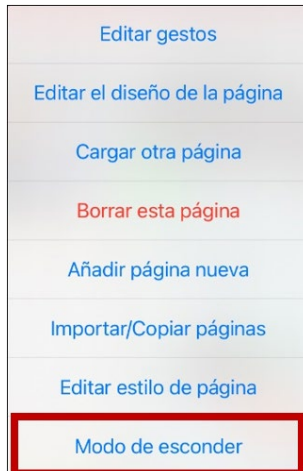 Editar gestos
Editar el diseño de la página
Cargar otra página
Borrar esta página
Añadir página nueva
Importar/Copiar páginas
Editar estilo de página
Modo de esconder